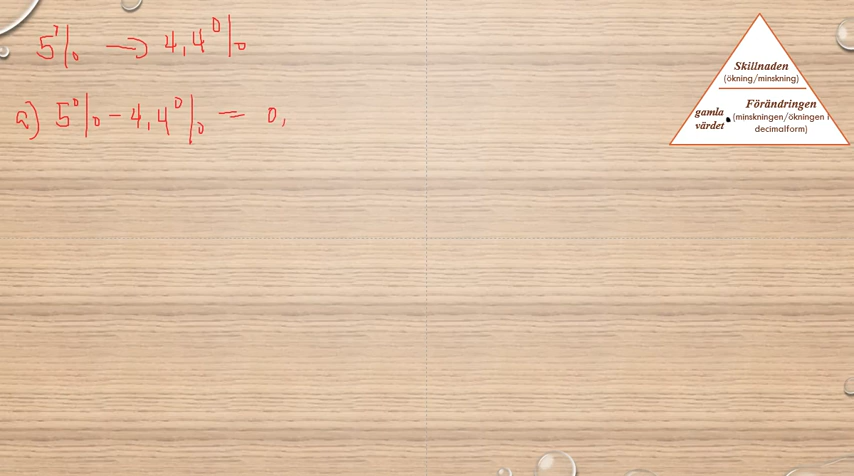 5% → 4,4%
a) 5% - 4,4% = 0,
Skillnaden
(ökning/minskning)
gamla värdet
Förändringen
(minskningen/ökningen i
decimalform)